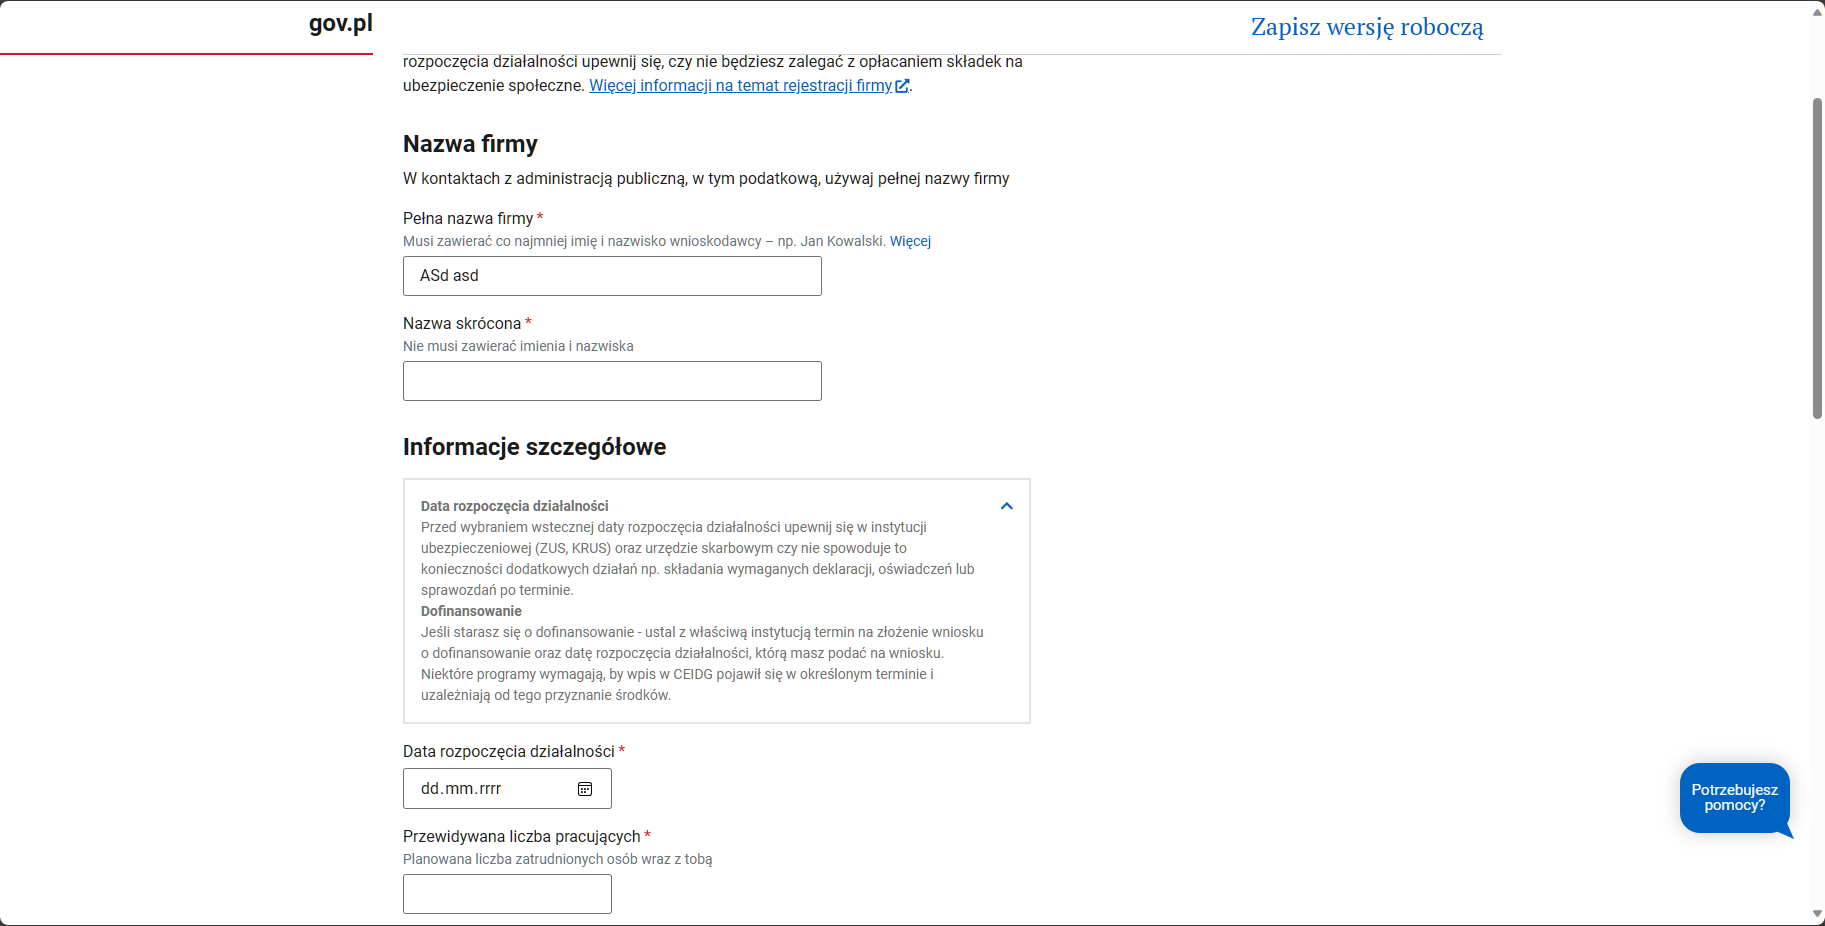 gov.pl
Zapisz wersję roboczą
rozpoczęcia działalności upewnij się, czy nie będziesz zalegać z opłacaniem składek na
ubezpieczenie społeczne. Więcej informacji na temat rejestracji firmy.
Nazwa firmy
W kontaktach z administracją publiczną, w tym podatkową, używaj pełnej nazwy firmy
Pełna nazwa firmy *
Musi zawierać co najmniej imię i nazwisko wnioskodawcy – np. Jan Kowalski. Więcej
ASd asd
Nazwa skrócona *
Nie musi zawierać imienia i nazwiska
Informacje szczegółowe
Data rozpoczęcia działalności
Przed wybraniem wstecznej daty rozpoczęcia działalności upewnij się w instytucji
ubezpieczeniowej (ZUS, KRUS) oraz urzędzie skarbowym czy nie spowoduje to
konieczności dodatkowych działań np. składania wymaganych deklaracji, oświadczeń lub
sprawozdań po terminie.
Dofinansowanie
Jeśli starasz się o dofinansowanie - ustal z właściwą instytucją termin na złożenie wniosku
o dofinansowanie oraz datę rozpoczęcia działalności, którą masz podać na wniosku.
Niektóre programy wymagają, by wpis w CEIDG pojawił się w określonym terminie i
uzależniają od tego przyznanie środków.
Data rozpoczęcia działalności *
dd.mm.rrrr
Przewidywana liczba pracujących *
Planowana liczba zatrudnionych osób wraz z tobą
Potrzebujesz
pomocy?